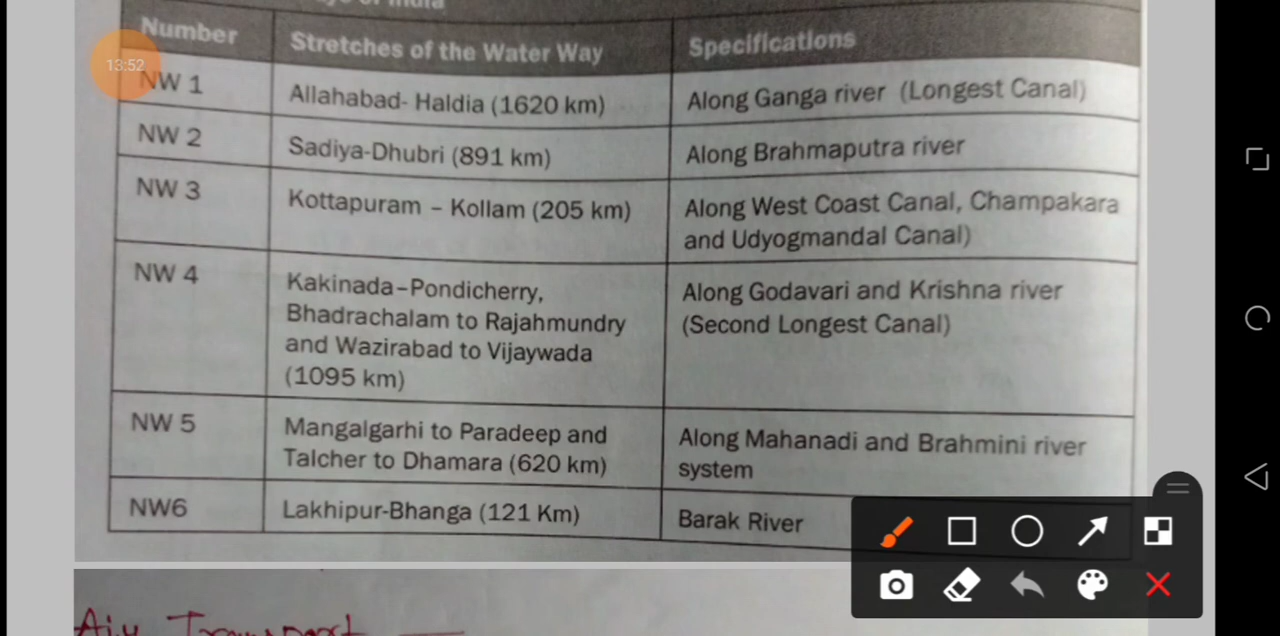 of India
Number Stretches of the Water Way Specifications
13:52
NW 1 Allahabad- Haldia (1620 km) Along Ganga river (Longest Canal)
NW 2 Sadiya-Dhubri (891 km) Along Brahmaputra river
NW 3 Kottapuram – Kollam (205 km) Along West Coast Canal, Champakara
and Udyogmandal Canal)
NW 4 Kakinada–Pondicherry, Along Godavari and Krishna river
Bhadrachalam to Rajahmundry (Second Longest Canal)
and Wazirabad to Vijaywada
(1095 km)
NW 5 Mangalgarhi to Paradeep and Along Mahanadi and Brahmini river
Talcher to Dhamara (620 km) system
NW6 Lakhipur-Bhanga (121 Km) Barak River
Air Transport